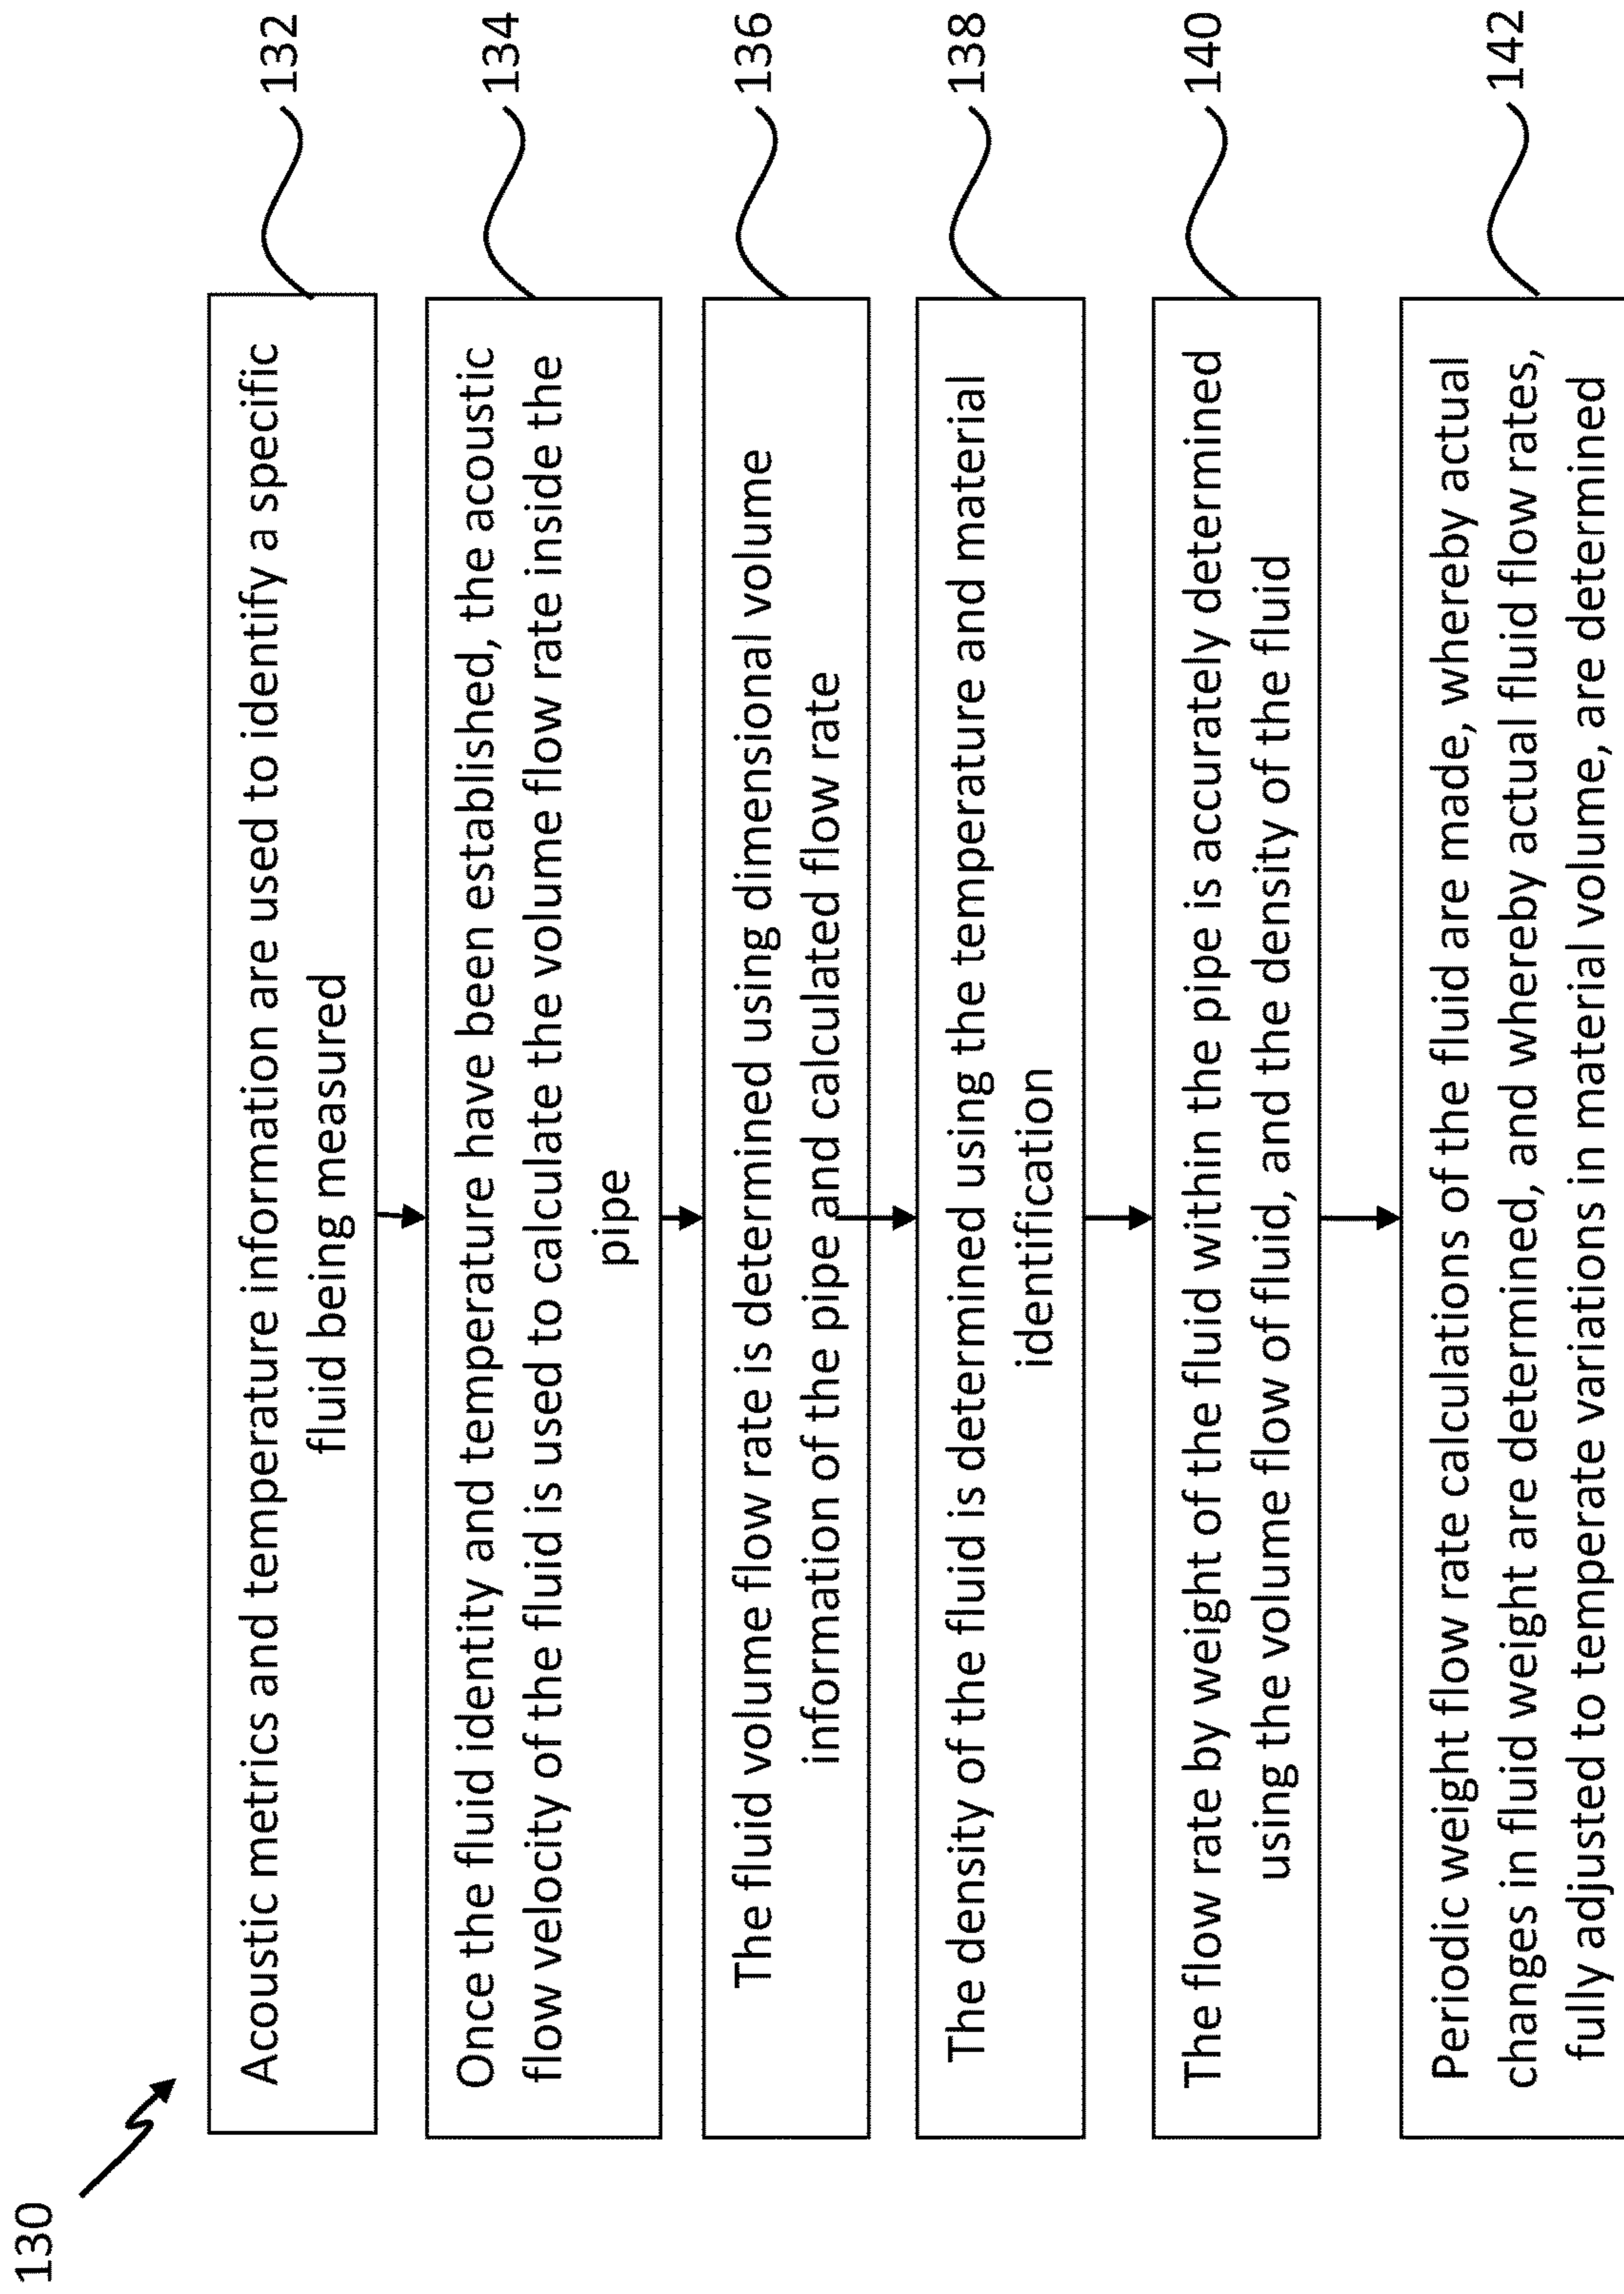 130
Acoustic metrics and temperature information are used to identify a specific
fluid being measured
132
Once the fluid identity and temperature have been established, the acoustic
flow velocity of the fluid is used to calculate the volume flow rate inside the
pipe
134
The fluid volume flow rate is determined using dimensional volume
information of the pipe and calculated flow rate
136
The density of the fluid is determined using the temperature and material
identification
138
The flow rate by weight of the fluid within the pipe is accurately determined
using the volume flow of fluid, and the density of the fluid
140
Periodic weight flow rate calculations of the fluid are made, whereby actual
changes in fluid weight are determined, and whereby actual fluid flow rates,
fully adjusted to temperate variations in material volume, are determined
142